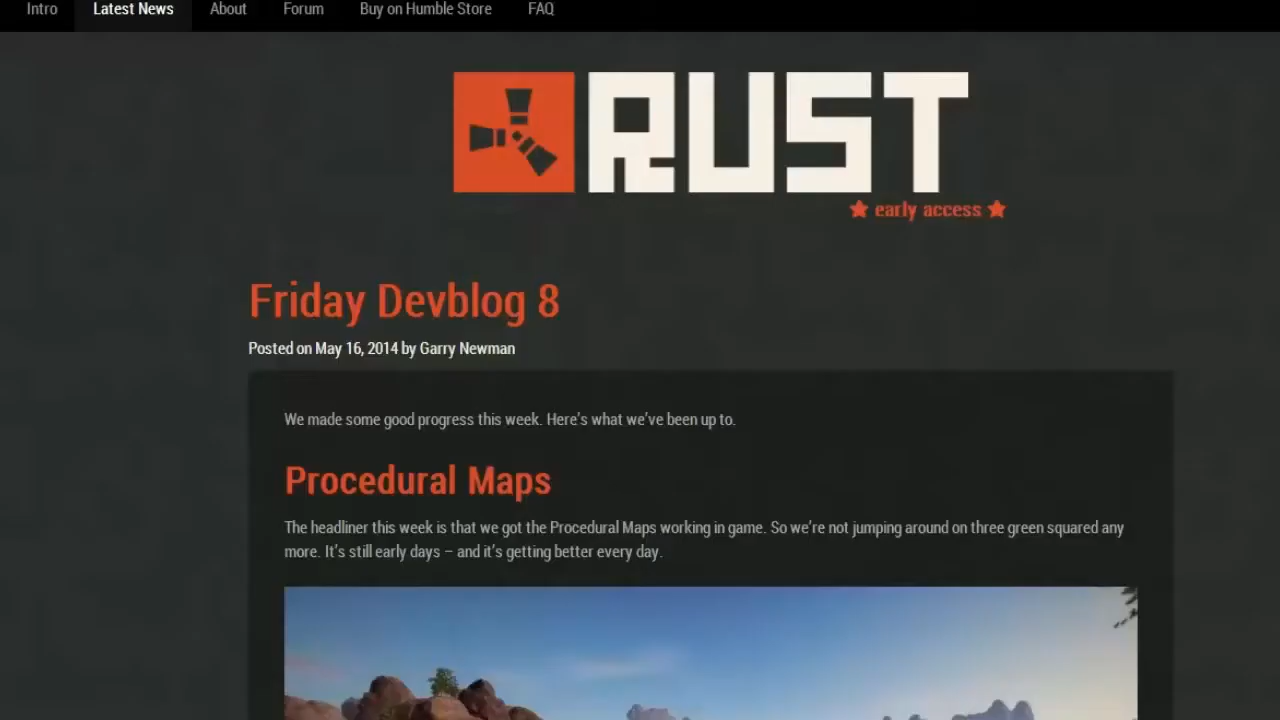 Intro Latest News About Forum Buy on Humble Store FAQ
RUST
early access
Friday Devblog 8
Posted on May 16, 2014 by Garry Newman
We made some good progress this week. Here's what we've been up to.
Procedural Maps
The headliner this week is that we got the Procedural Maps working in game. So we're not jumping around on three green squared any
more. It's still early days – and it's getting better every day.